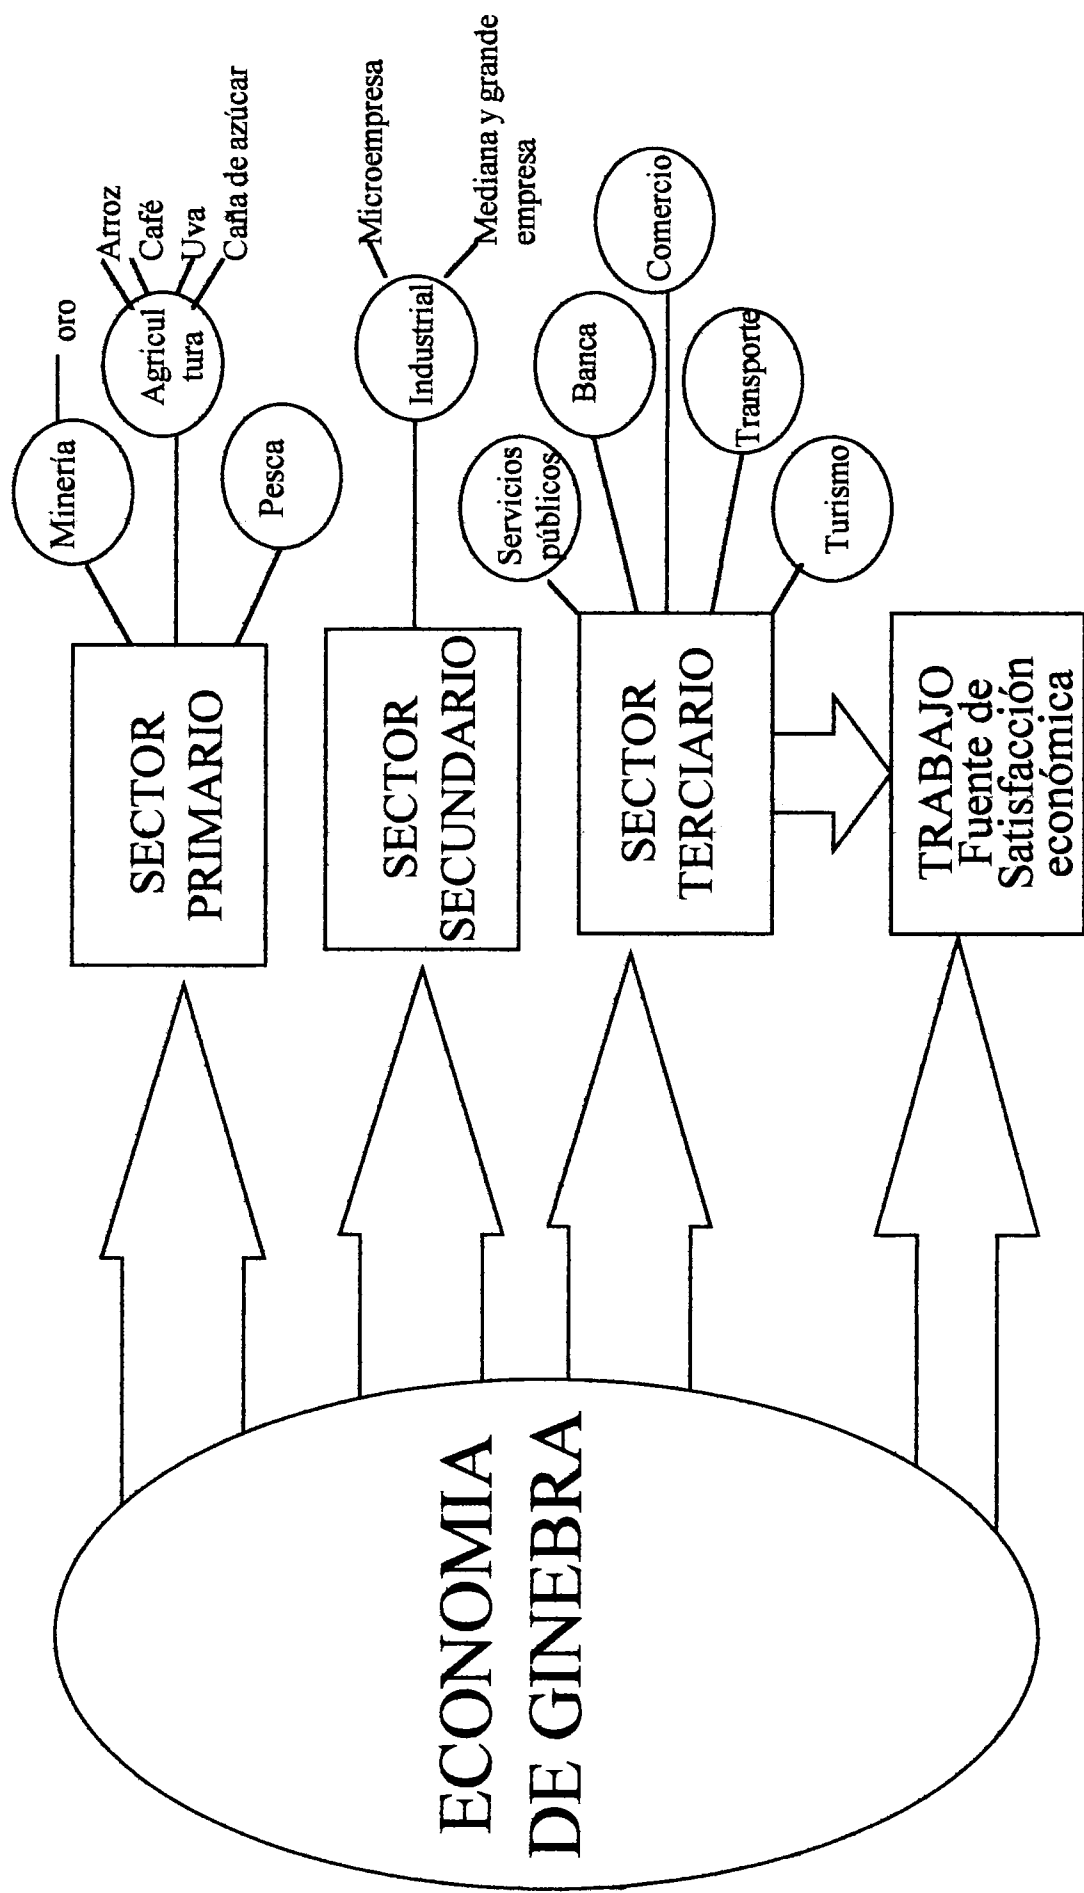 ECONOMIA
DE GINEBRA
SECTOR
PRIMARIO
Minería
oro
Agricul
tura
Arroz
Café
Uva
Caña de azúcar
Pesca
SECTOR
SECUNDARIO
Industrial
Microempresa
Mediana y grande
empresa
SECTOR
TERCIARIO
Servicios
públicos
Banca
Comercio
Transporte
Turismo
TRABAJO
Fuente de
Satisfacción
económica